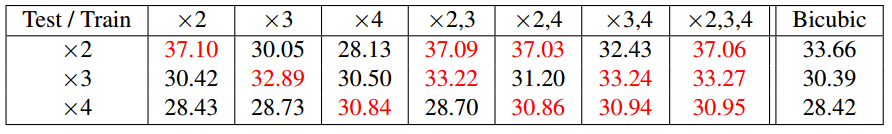 Test / Train ×2 ×3 ×4 ×2,3 ×2,4 ×3,4 ×2,3,4 Bicubic
×2 37.10 30.05 28.13 37.09 37.03 32.43 37.06 33.66
×3 30.42 32.89 30.50 33.22 31.20 33.24 33.27 30.39
×4 28.43 28.73 30.84 28.70 30.86 30.94 30.95 28.42